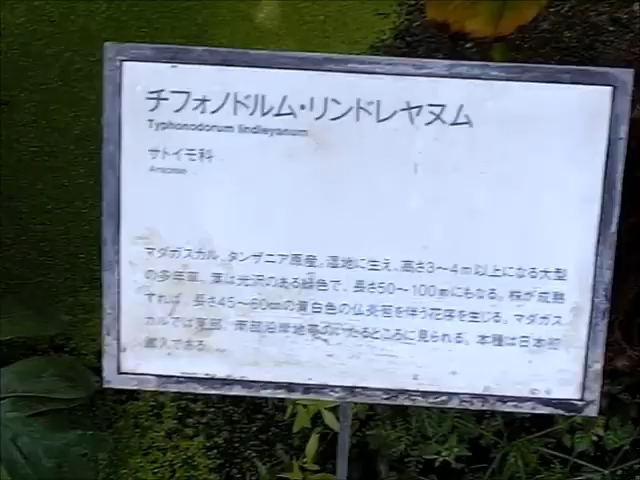 チフォノドルム・リンドレヤヌム
Typhonodorum lindleyanum
サトイモ科
Araceae
マダガスカル、タンザニア原産。湿地に生え、高さ3〜4m以上になる大型
の多年草。葉は光沢のある緑色で、長さ50〜100cmにもなる。株が成熟
すれば、長さ45〜60cmの黄白色の仏炎苞を伴う花序を生じる。マダガス
カルでは東部、南部沿岸地帯のいたるところに見られる。本種は日本初
導入である。